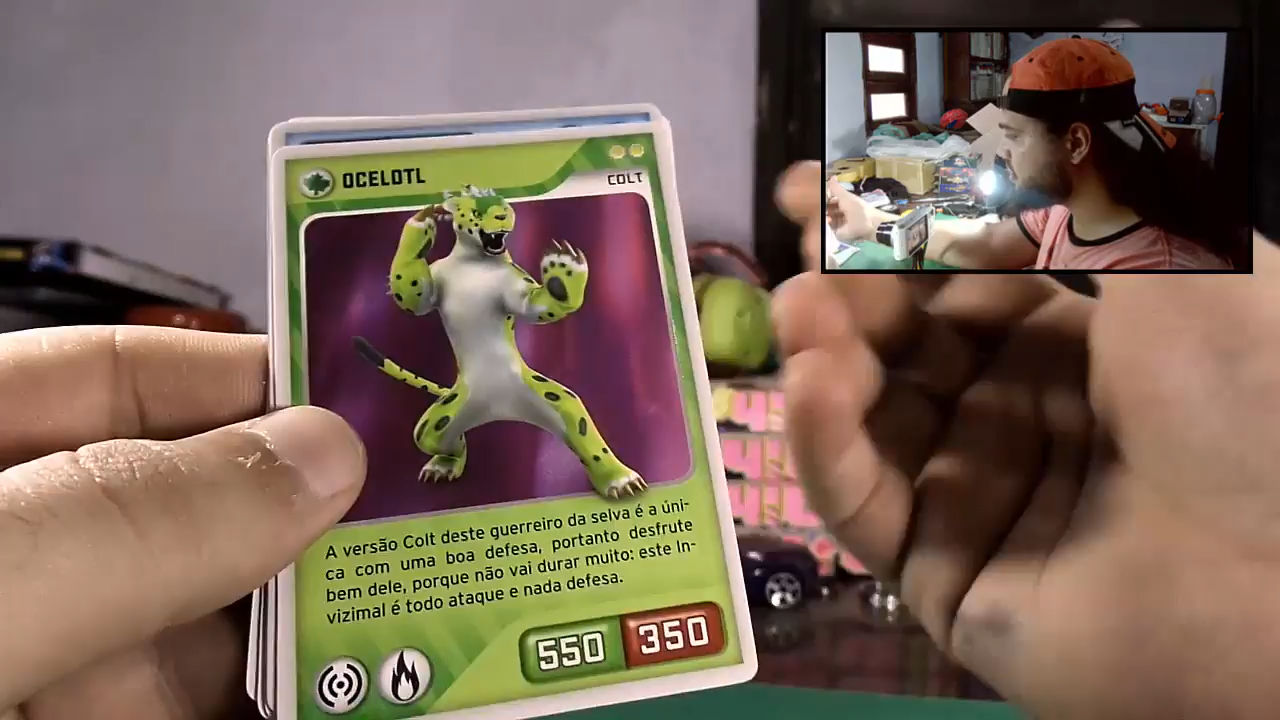 OCELOTL
COLT
A versão Colt deste guerreiro da selva é a úni-
ca com uma boa defesa, portanto desfrute
bem dele, porque não vai durar muito: este In-
vizimal é todo ataque e nada defesa.
550 350